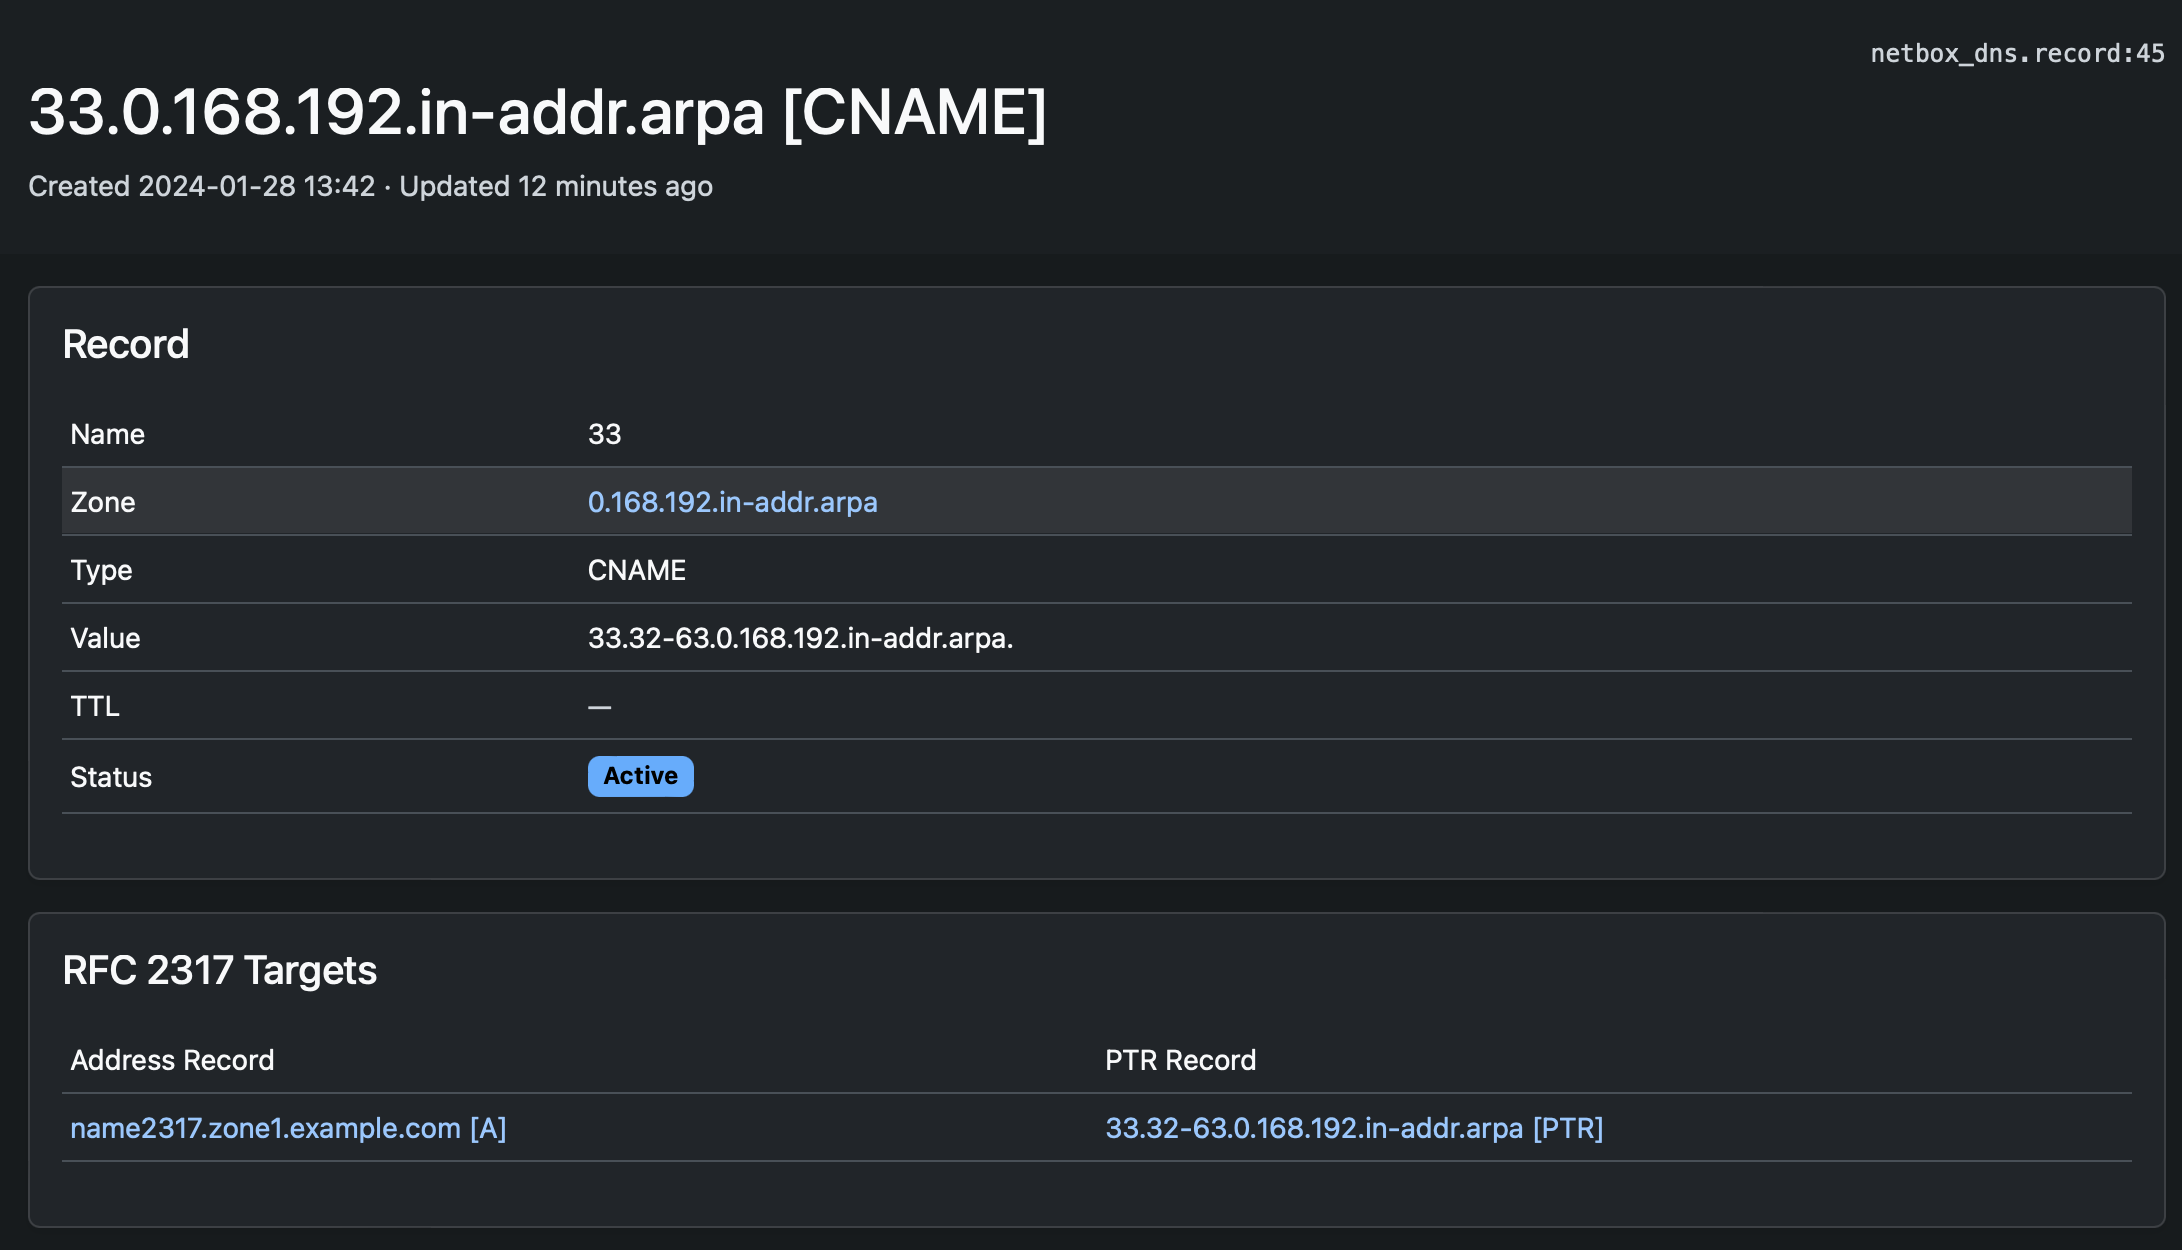 netbox_dns.record:45
33.0.168.192.in-addr.arpa [CNAME]
Created 2024-01-28 13:42 · Updated 12 minutes ago
Record
Name 33
Zone 0.168.192.in-addr.arpa
Type CNAME
Value 33.32-63.0.168.192.in-addr.arpa.
TTL —
Status Active
RFC 2317 Targets
Address Record PTR Record
name2317.zone1.example.com [A] 33.32-63.0.168.192.in-addr.arpa [PTR]